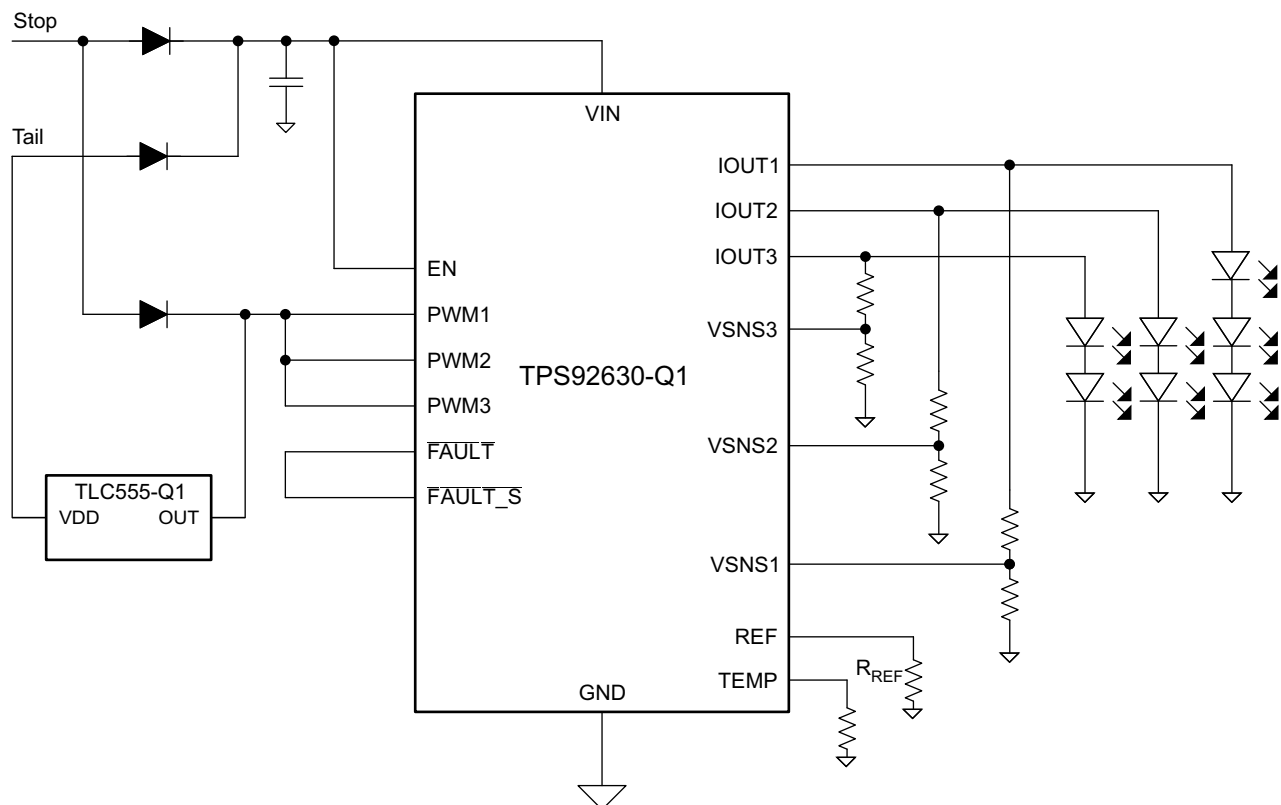 Stop
Tail
VIN
EN
PWM1
PWM2
PWM3
FAULT
FAULT_S
TPS92630-Q1
GND
IOUT1
IOUT2
IOUT3
VSNS3
VSNS2
VSNS1
REF
TEMP
RREF
TLC555-Q1
VDD OUT